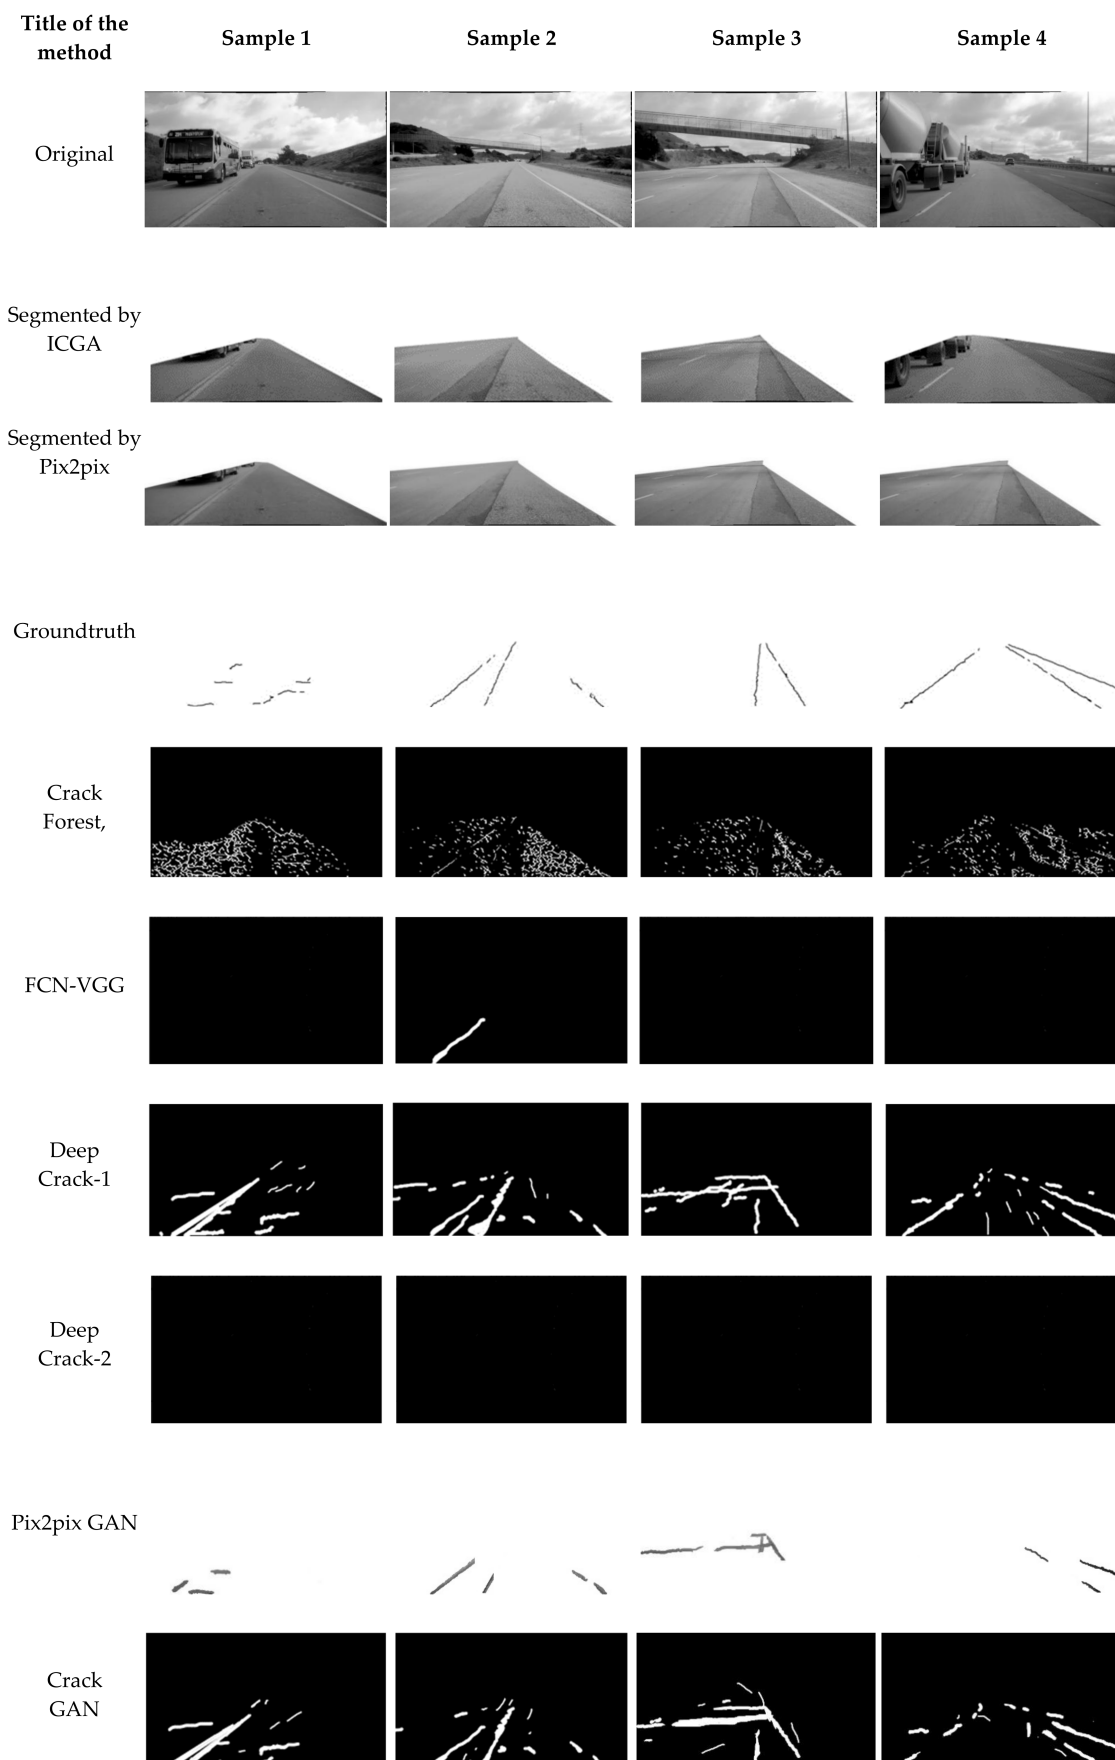 Title of the
method
Sample 1
Sample 2
Sample 3
Sample 4
Original
Segmented by
ICGA
Segmented by
Pix2pix
Groundtruth
Crack
Forest,
FCN-VGG
Deep
Crack-1
Deep
Crack-2
Pix2pix GAN
Crack
GAN